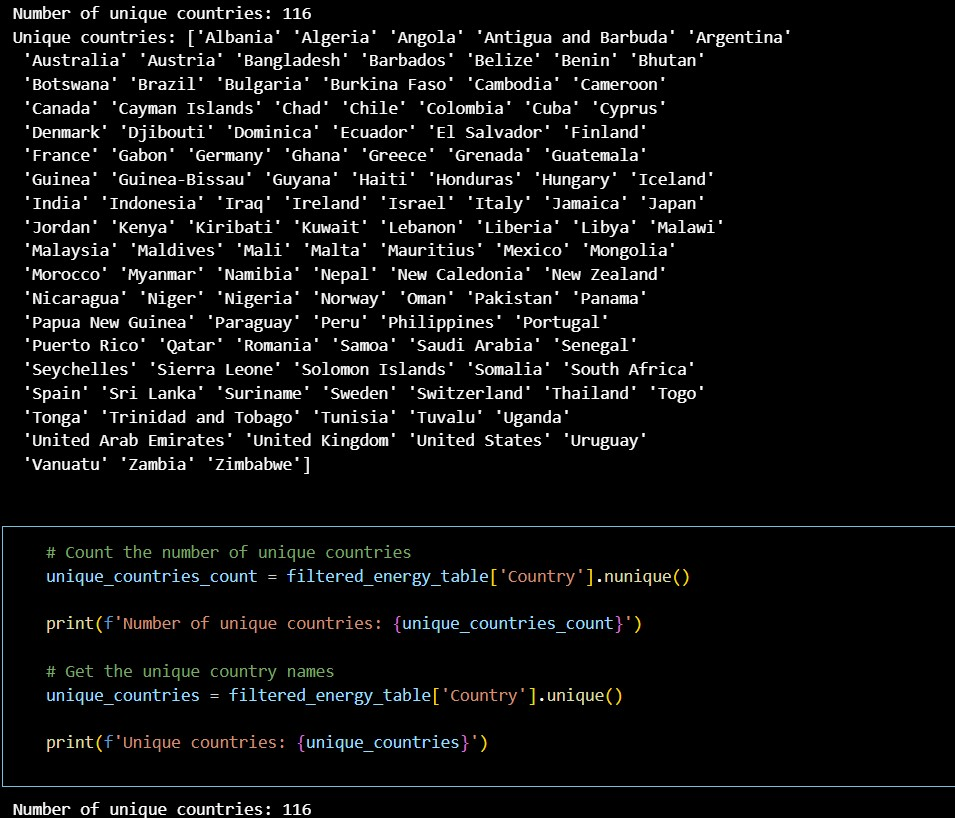 Number of unique countries: 116
Unique countries: ['Albania' 'Algeria' 'Angola' 'Antigua and Barbuda' 'Argentina'
'Australia' 'Austria' 'Bangladesh' 'Barbados' 'Belize' 'Benin' 'Bhutan'
'Botswana' 'Brazil' 'Bulgaria' 'Burkina Faso' 'Cambodia' 'Cameroon'
'Canada' 'Cayman Islands' 'Chad' 'Chile' 'Colombia' 'Cuba' 'Cyprus'
'Denmark' 'Djibouti' 'Dominica' 'Ecuador' 'El Salvador' 'Finland'
'France' 'Gabon' 'Germany' 'Ghana' 'Greece' 'Grenada' 'Guatemala'
'Guinea' 'Guinea-Bissau' 'Guyana' 'Haiti' 'Honduras' 'Hungary' 'Iceland'
'India' 'Indonesia' 'Iraq' 'Ireland' 'Israel' 'Italy' 'Jamaica' 'Japan'
'Jordan' 'Kenya' 'Kiribati' 'Kuwait' 'Lebanon' 'Liberia' 'Libya' 'Malawi'
'Malaysia' 'Maldives' 'Mali' 'Malta' 'Mauritius' 'Mexico' 'Mongolia'
'Morocco' 'Myanmar' 'Namibia' 'Nepal' 'New Caledonia' 'New Zealand'
'Nicaragua' 'Niger' 'Nigeria' 'Norway' 'Oman' 'Pakistan' 'Panama'
'Papua New Guinea' 'Paraguay' 'Peru' 'Philippines' 'Portugal'
'Puerto Rico' 'Qatar' 'Romania' 'Samoa' 'Saudi Arabia' 'Senegal'
'Seychelles' 'Sierra Leone' 'Solomon Islands' 'Somalia' 'South Africa'
'Spain' 'Sri Lanka' 'Suriname' 'Sweden' 'Switzerland' 'Thailand' 'Togo'
'Tonga' 'Trinidad and Tobago' 'Tunisia' 'Tuvalu' 'Uganda'
'United Arab Emirates' 'United Kingdom' 'United States' 'Uruguay'
'Vanuatu' 'Zambia' 'Zimbabwe']
# Count the number of unique countries
unique_countries_count = filtered_energy_table['Country'].nunique()
print(f'Number of unique countries: {unique_countries_count}')
# Get the unique country names
unique_countries = filtered_energy_table['Country'].unique()
print(f'Unique countries: {unique_countries}')
Number of unique countries: 116